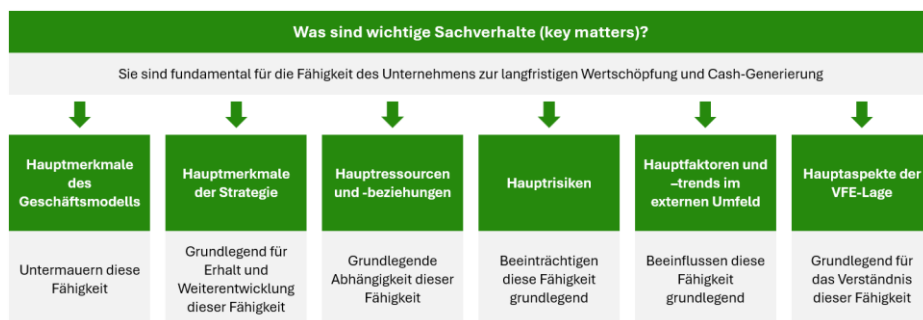 Was sind wichtige Sachverhalte (key matters)?
Sie sind fundamental für die Fähigkeit des Unternehmens zur langfristigen Wertschöpfung und Cash-Generierung
Hauptmerkmale
des
Geschäftsmodells
Untermauern diese
Fähigkeit
Hauptmerkmale
der Strategie
Grundlegend für
Erhalt und
Weiterentwicklung
dieser Fähigkeit
Hauptressourcen
und -beziehungen
Grundlegende
Abhängigkeit dieser
Fähigkeit
Hauptrisiken
Beeinträchtigen
diese Fähigkeit
grundlegend
Hauptfaktoren und
–trends im
externen Umfeld
Beeinflussen diese
Fähigkeit
grundlegend
Hauptaspekte der
VFE-Lage
Grundlegend für
das Verständnis
dieser Fähigkeit